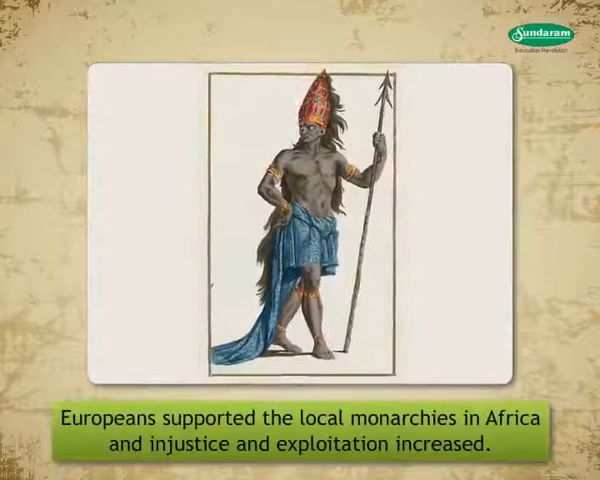 Sundaram
Education Revolution
Europeans supported the local monarchies in Africa
and injustice and exploitation increased.